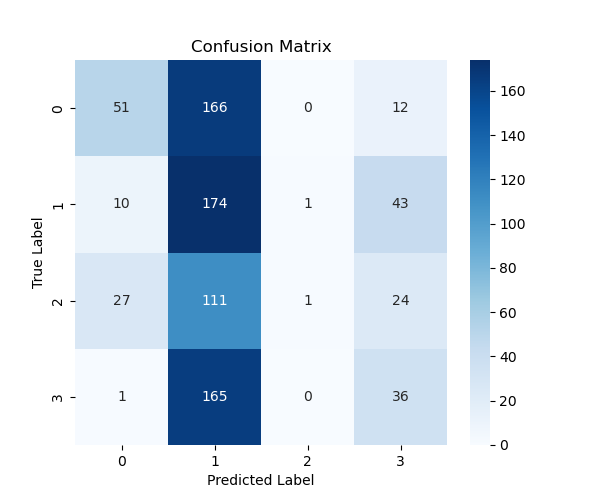 Confusion Matrix
True Label
0 51 166 0 12
1 10 174 1 43
2 27 111 1 24
3 1 165 0 36
0 1 2 3
Predicted Label
160
140
120
100
80
60
40
20
0